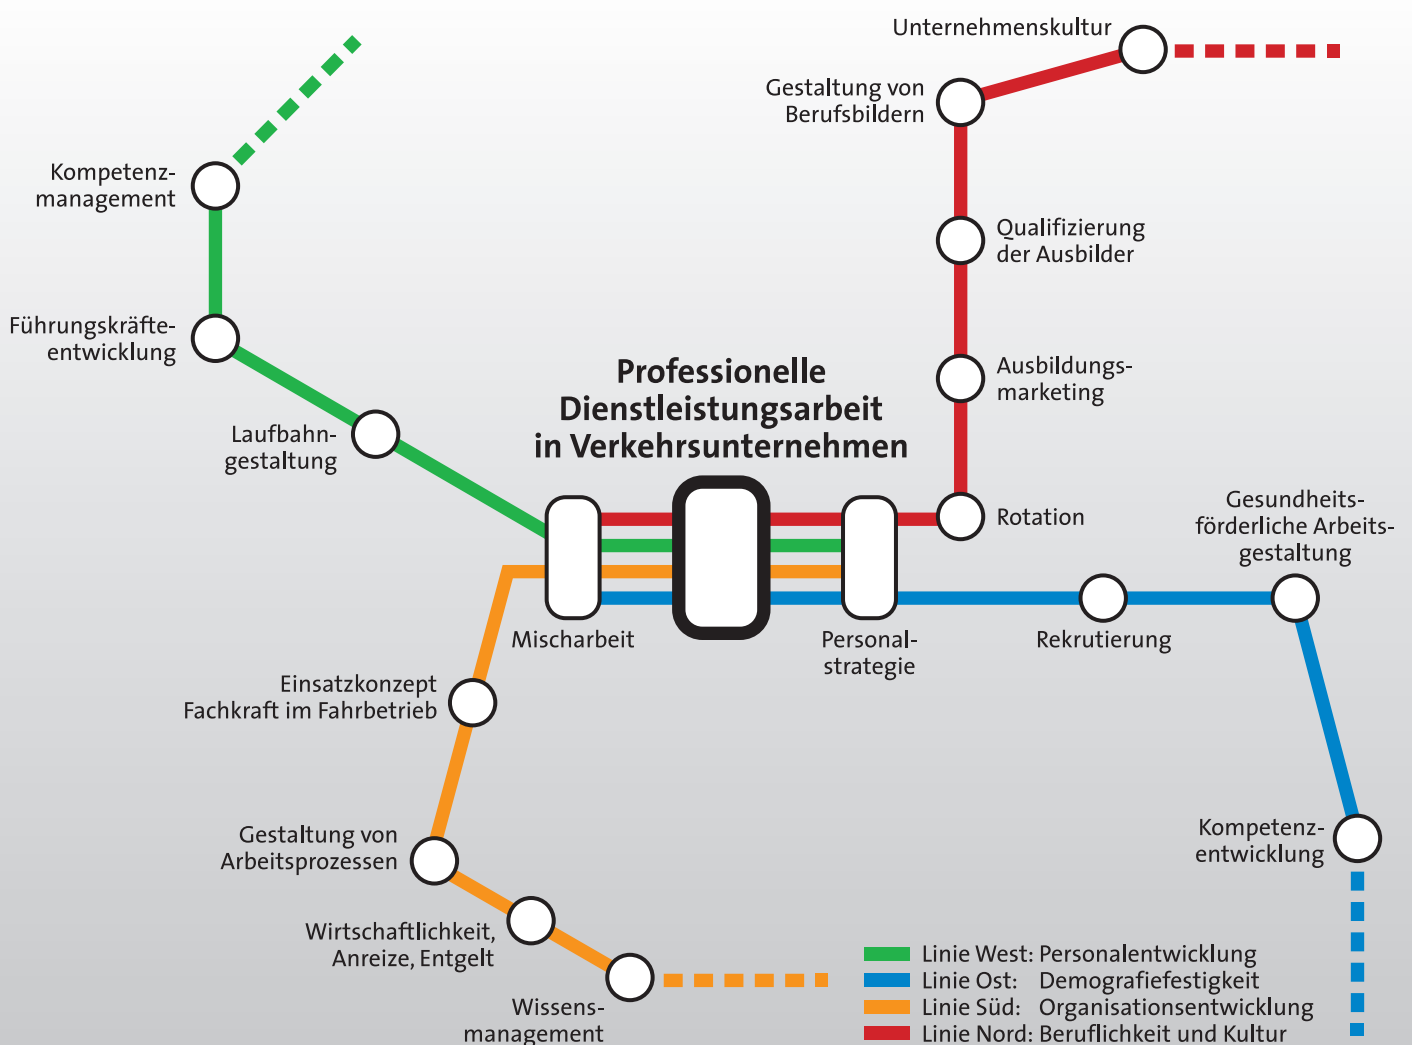 Unternehmenskultur
Gestaltung von
Berufsbildern
Kompetenz-
management
Qualifizierung
der Ausbilder
Führungskräfte-
entwicklung
Professionelle
Dienstleistungsarbeit
in Verkehrsunternehmen
Ausbildungs-
marketing
Laufbahn-
gestaltung
Rotation
Gesundheits-
förderliche Arbeits-
gestaltung
Mischarbeit
Personal-
strategie
Rekrutierung
Einsatzkonzept
Fachkraft im Fahrbetrieb
Gestaltung von
Arbeitsprozessen
Kompetenz-
entwicklung
Wirtschaftlichkeit,
Anreize, Entgelt
Wissens-
management
Linie West: Personalentwicklung
Linie Ost: Demografiefestigkeit
Linie Süd: Organisationsentwicklung
Linie Nord: Beruflichkeit und Kultur